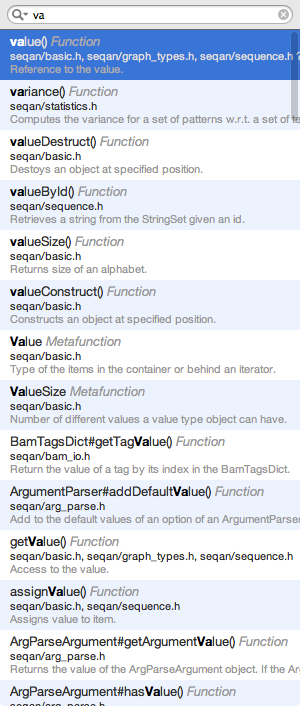 va
value() Function
seqan/basic.h, seqan/graph_types.h, seqan/sequence.h
Reference to the value.
variance() Function
seqan/statistics.h
Computes the variance for a set of patterns w.r.t. a set of
valueDestruct() Function
seqan/basic.h
Destoys an object at specified position.
valueById() Function
seqan/sequence.h
Retrieves a string from the StringSet given an id.
valueSize() Function
seqan/basic.h
Returns size of an alphabet.
valueConstruct() Function
seqan/basic.h
Constructs an object at specified position.
Value Metafunction
seqan/basic.h
Type of the items in the container or behind an iterator.
ValueSize Metafunction
seqan/basic.h
Number of different values a value type object can have.
BamTagsDict#getTagValue() Function
seqan/bam_io.h
Return the value of a tag by its index in the BamTagsDict.
ArgumentParser#addDefaultValue() Function
seqan/arg_parse.h
Add to the default values of an option of an ArgumentParser
getValue() Function
seqan/basic.h, seqan/graph_types.h, seqan/sequence.h
Access to the value.
assignValue() Function
seqan/basic.h, seqan/sequence.h
Assigns value to item.
ArgParseArgument#getArgumentValue() Function
seqan/arg_parse.h
Returns the value of the ArgParseArgument object. If the
ArgParseArgument#hasValue() Function
seqan/arg_parse.h